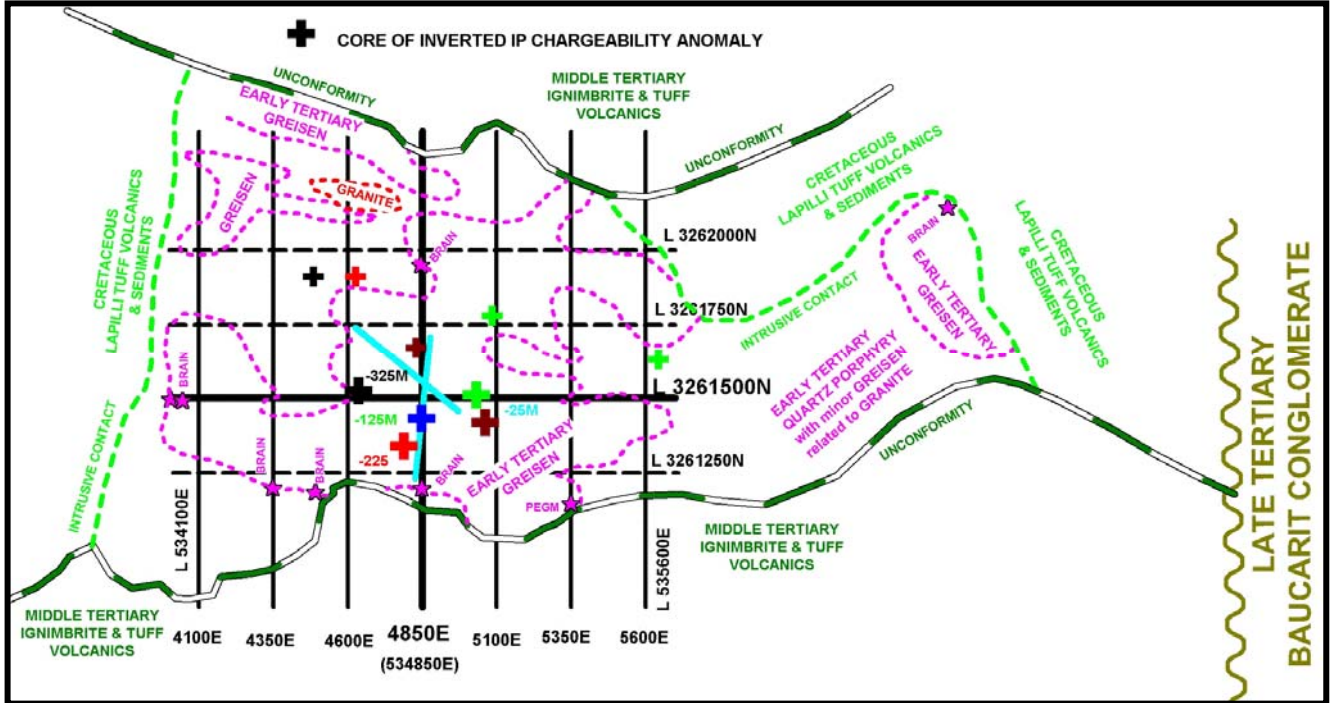 CORE OF INVERTED IP CHARGEABILITY ANOMALY
UNCONFORMITY
MIDDLE TERTIARY
IGNIMBRITE & TUFF
VOLCANICS
EARLY TERTIARY
GREISEN
UNCONFORMITY
CRETACEOUS
LAPILLI TUFF VOLCANICS
& SEDIMENTS
GREISEN
GRANITE
CRETACEOUS
LAPILLI TUFF VOLCANICS
& SEDIMENTS
BRAIN
CRETACEOUS
LAPILLI TUFF VOLCANICS
& SEDIMENTS
L 3262000N
BRAIN
EARLY TERTIARY
GREISEN
INTRUSIVE CONTACT
L 3261750N
BRAIN
-325M
L 3261500N
-125M
-25M
EARLY TERTIARY
QUARTZ PORPHYRY
with minor GREISEN
related to GRANITE
UNCONFORMITY
-225
L 3261250N
BRAIN
BRAIN
BRAIN
EARLY TERTIARY
GREISEN
PEGM
INTRUSIVE CONTACT
L 534100E
L 535600E
MIDDLE TERTIARY
IGNIMBRITE & TUFF
VOLCANICS
MIDDLE TERTIARY
IGNIMBRITE & TUFF
VOLCANICS
4100E
4350E
4600E
4850E
5100E
5350E
5600E
(534850E)
LATE TERTIARY
BAUCARIT CONGLOMERATE